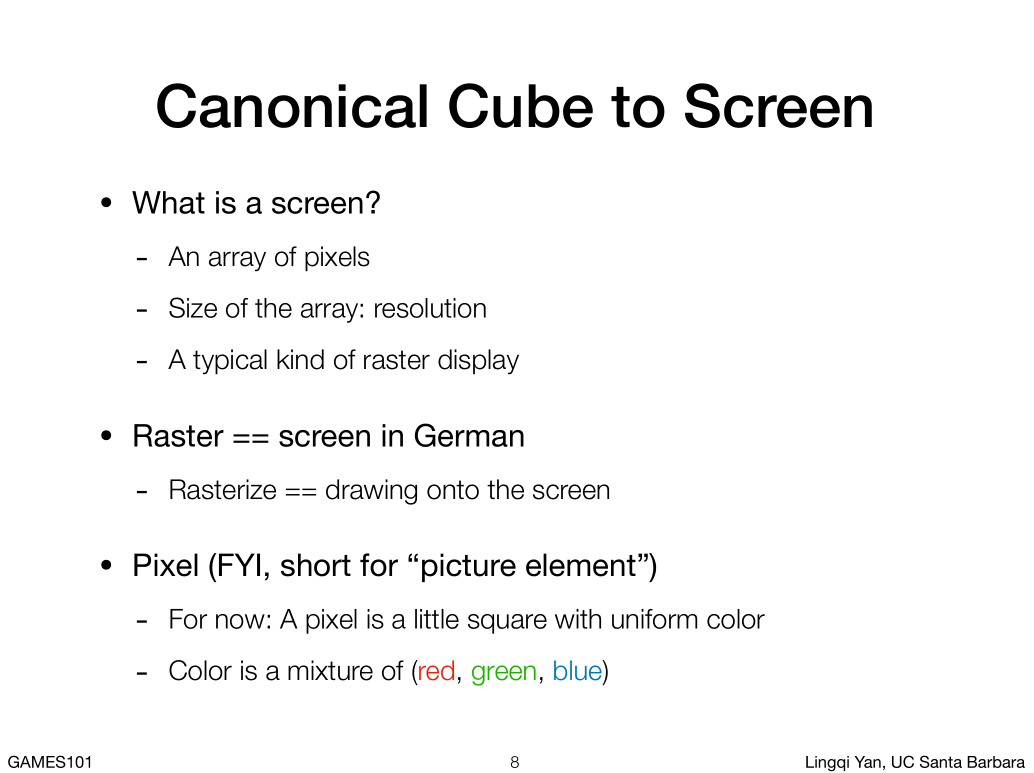 Canonical Cube to Screen
• What is a screen?
- An array of pixels
- Size of the array: resolution
- A typical kind of raster display
• Raster == screen in German
- Rasterize == drawing onto the screen
• Pixel (FYI, short for “picture element”)
- For now: A pixel is a little square with uniform color
- Color is a mixture of (red, green, blue)
GAMES101
8
Lingqi Yan, UC Santa Barbara